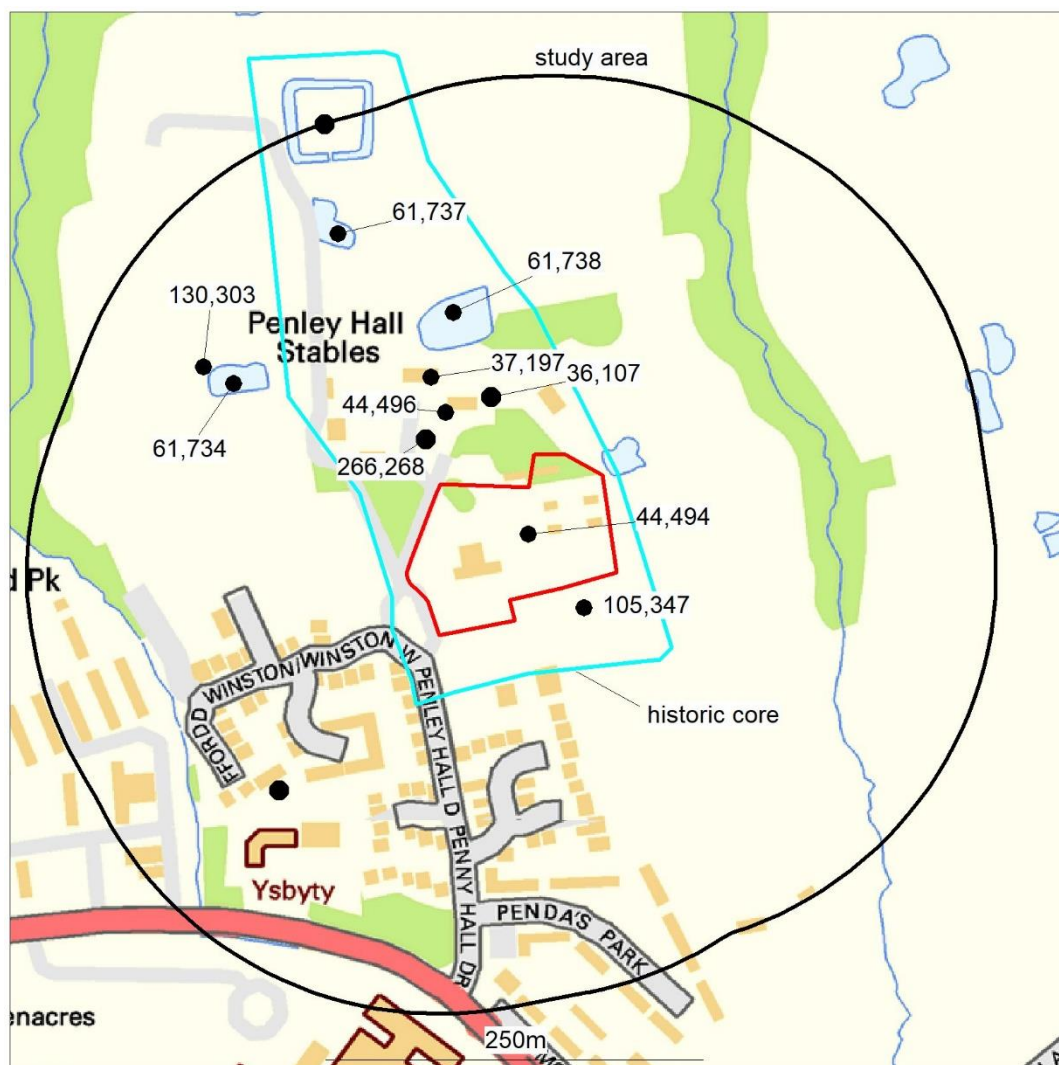 study area
61,737
61,738
130,303
Penley Hall
Stables
37,197
36,107
44,496
61,734
266,268
44,494
d Pk
105,347
FFORDD WINSTON/WINSTON W
PENLEY HALL D PENNY HALL DR
historic core
Ysbyty
PENDA'S PARK
enacres
250m